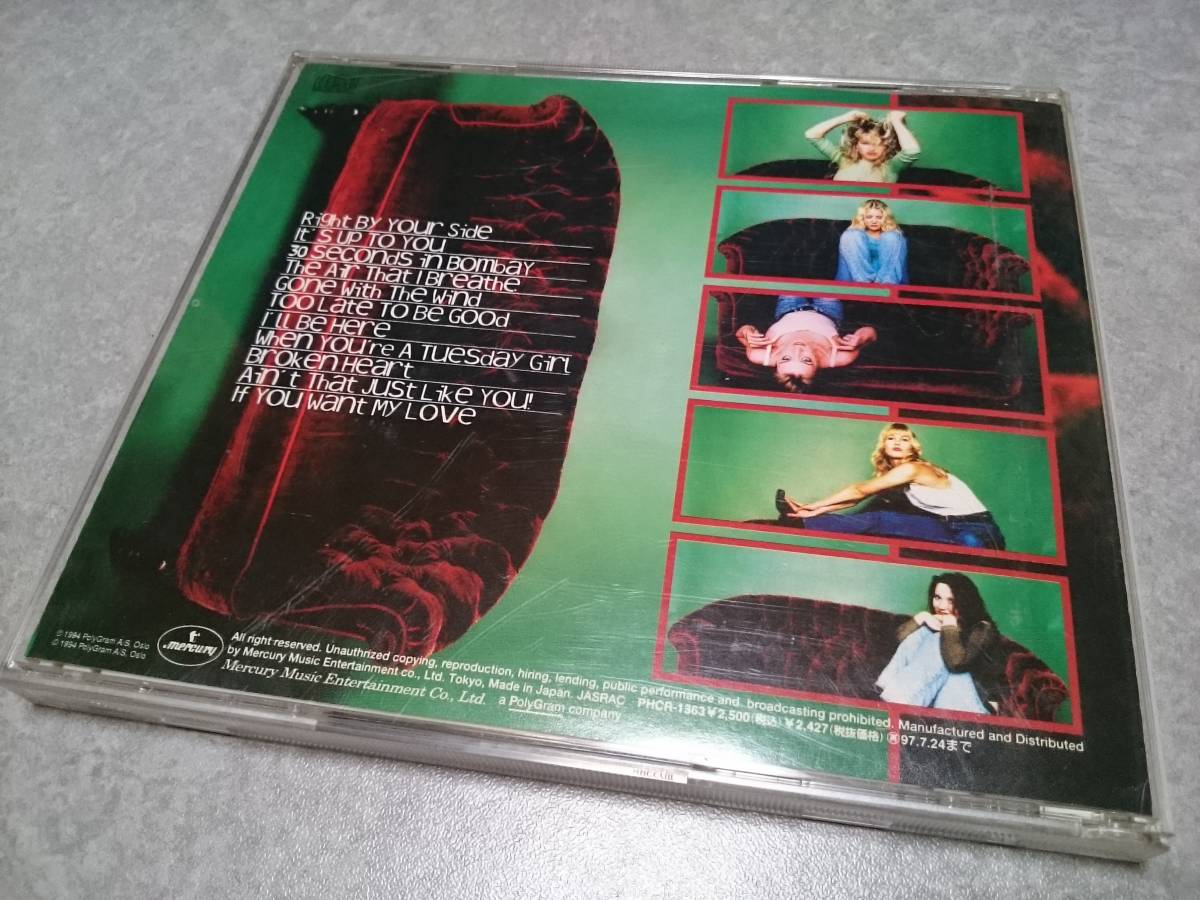 Right BY YOUR Side
It'S UP TO YOU
30 Seconds in Bombay
The Air That I Breathe
Gone With The Wind
TOO Late TO Be GOOD
I'll Be Here
When YOU're A TUesday Girl
Broken Heart
Ain't That JUST Like YOU!
If YOU Want MY LOVE
℗ 1994 PolyGram A/S, Oslo
© 1994 PolyGram A/S, Oslo
mercury
All right reserved. Unauthrized copying, reproduction, hiring, lending, public performance and broadcasting prohibited. Manufactured and Distributed
by Mercury Music Entertainment co., Ltd. Tokyo, Made in Japan. JASRAC PHCR-1363 ¥2,500(税込) ¥2,427(税抜価格) 再97.7.24まで
Mercury Music Entertainment Co., Ltd. a PolyGram company